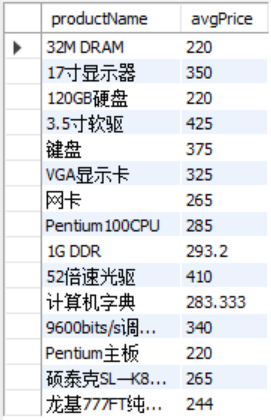 productName avgPrice
32M DRAM 220
17寸显示器 350
120GB硬盘 220
3.5寸软驱 425
键盘 375
VGA显示卡 325
网卡 265
Pentium100CPU 285
1G DDR 293.2
52倍速光驱 410
计算机字典 283.333
9600bits/s调... 340
Pentium主板 220
硕泰克SL—K8... 265
龙基777FT纯... 244